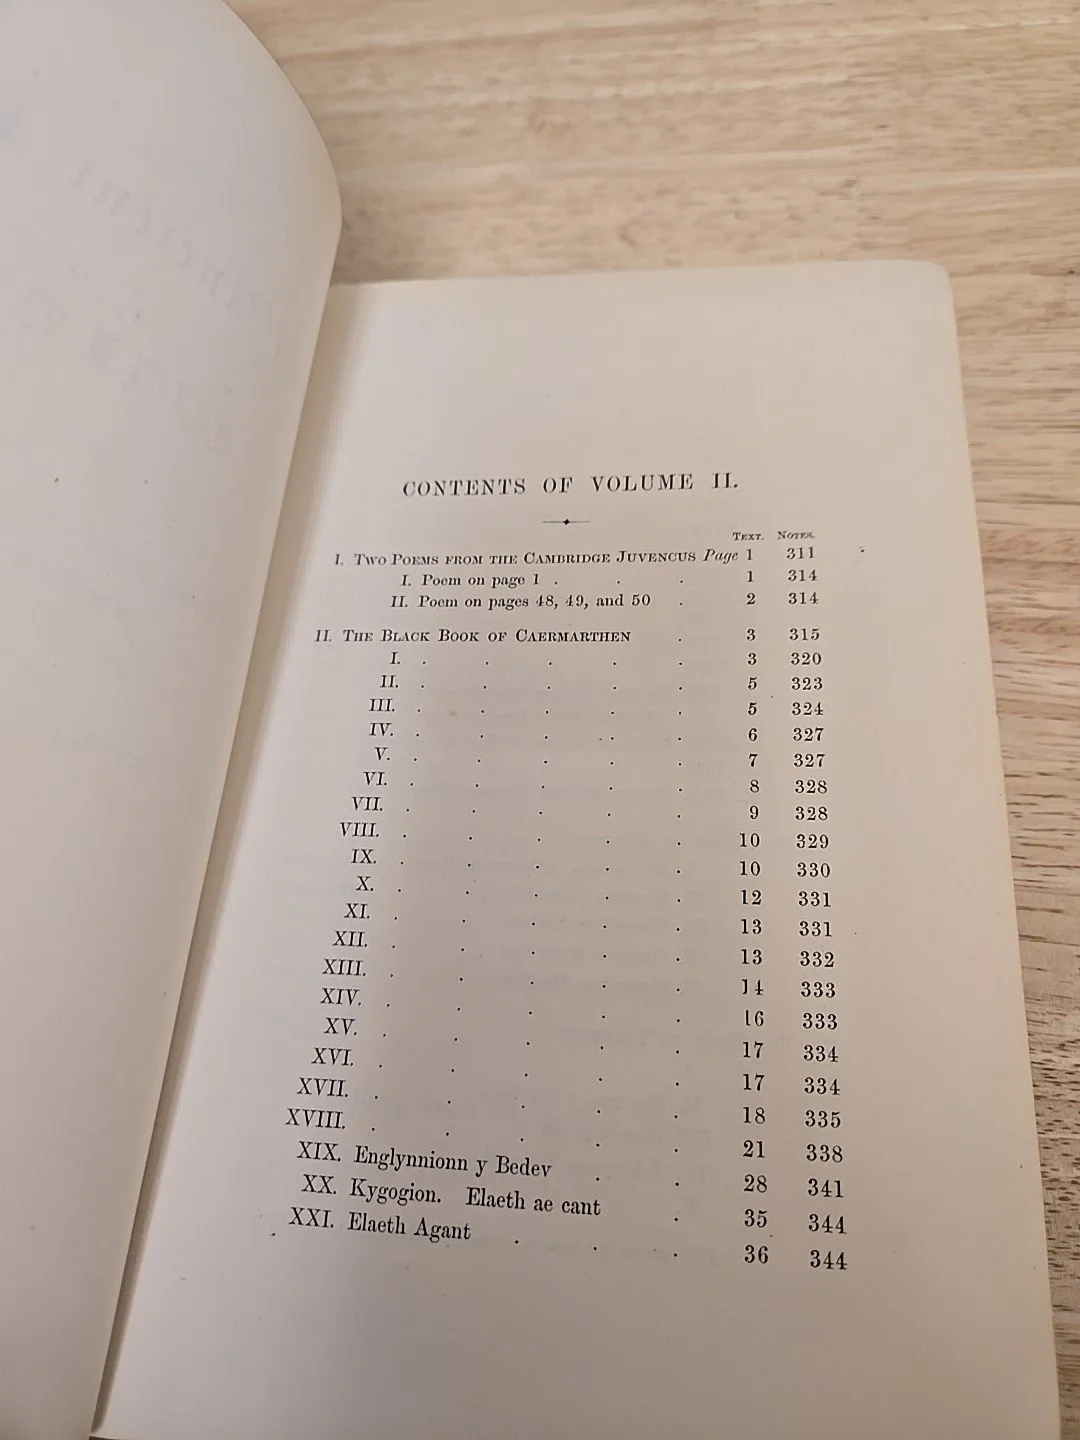 CONTENTS OF VOLUME II.
TEXT. NOTES.
I. TWO POEMS FROM THE CAMBRIDGE JUVENCUS Page 1 311
I. Poem on page 1 . . . 1 314
II. Poem on pages 48, 49, and 50 . 2 314
II. THE BLACK BOOK OF CAERMARTHEN . 3 315
I. . . . . . 3 320
II. . . . . . 5 323
III. . . . . . 5 324
IV. . . . . . 6 327
V. . . . . . 7 327
VI. . . . . . 8 328
VII. . . . . . 9 328
VIII. . . . . . 10 329
IX. . . . . . 10 330
X. . . . . . 12 331
XI. . . . . . 13 331
XII. . . . . . 13 332
XIII. . . . . . 14 333
XIV. . . . . . 16 333
XV. . . . . . 17 334
XVI. . . . . . 17 334
XVII. . . . . . 18 335
XVIII. . . . . . 21 338
XIX. Englynnionn y Bedev . . 28 341
XX. Kygogion. Elaeth ae cant . 35 344
XXI. Elaeth Agant . . . 36 344